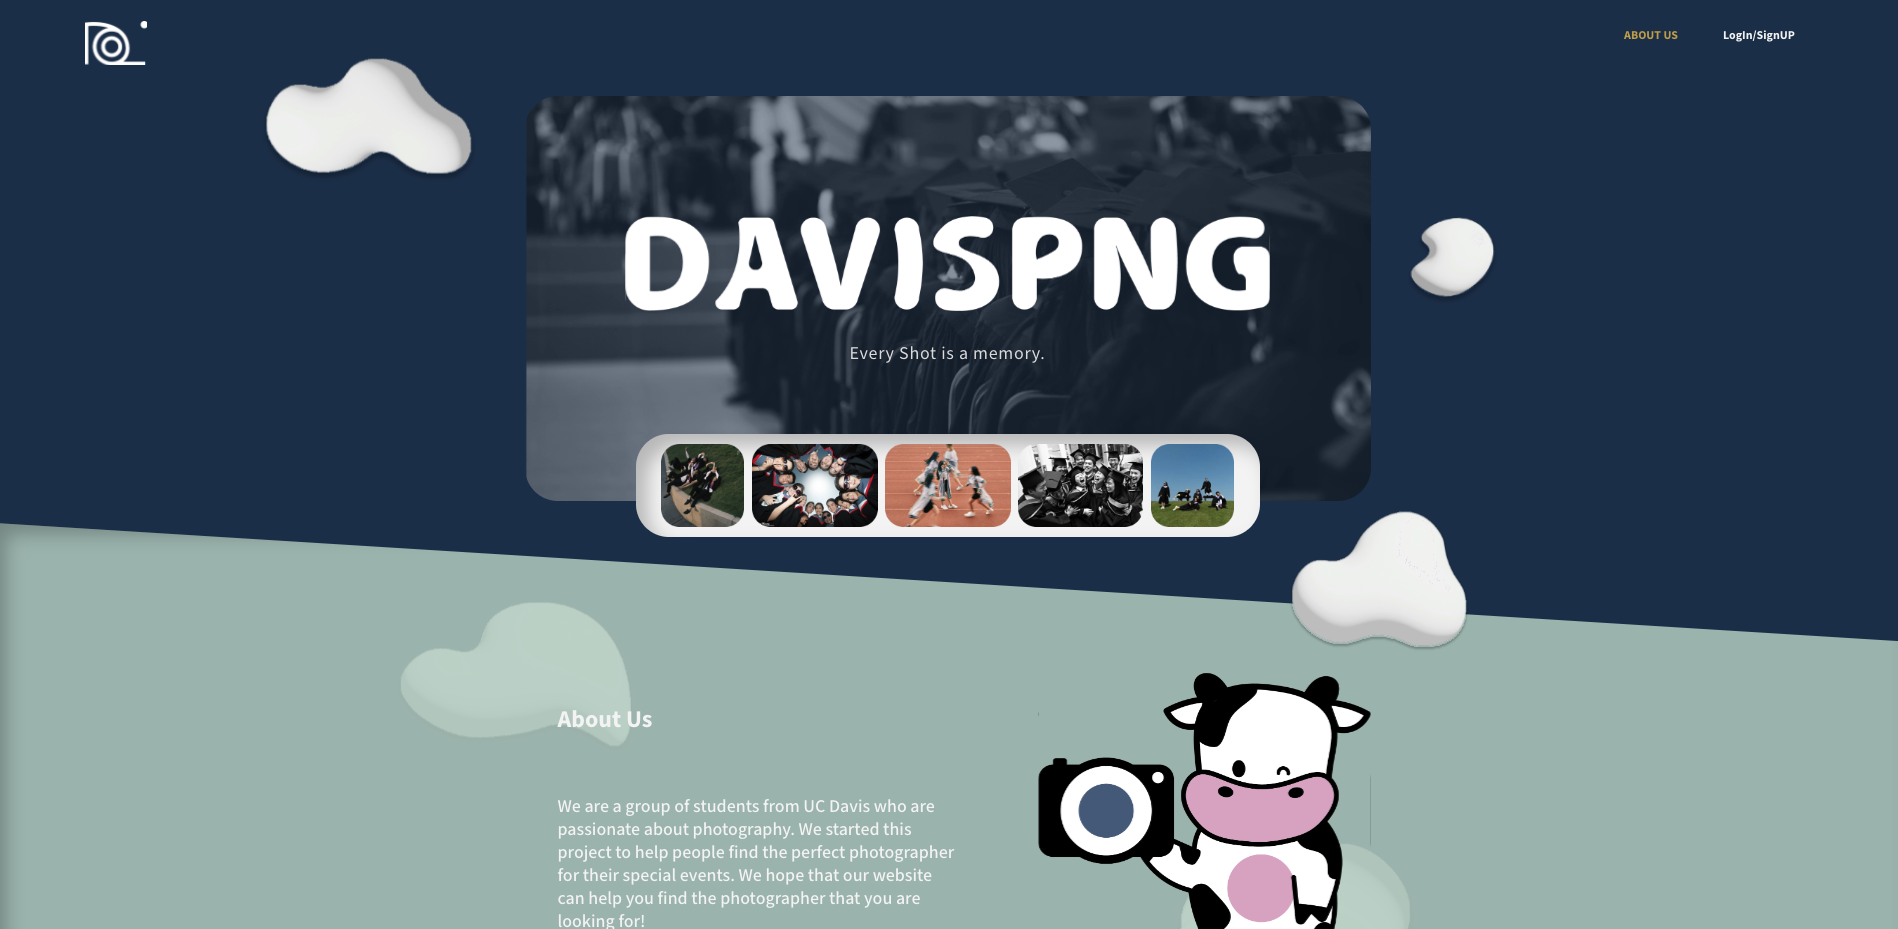 ABOUT US
LogIn/SignUP
DAVISPNG
Every Shot is a memory.
About Us
We are a group of students from UC Davis who are
passionate about photography. We started this
project to help people find the perfect photographer
for their special events. We hope that our website
can help you find the photographer that you are
looking for!